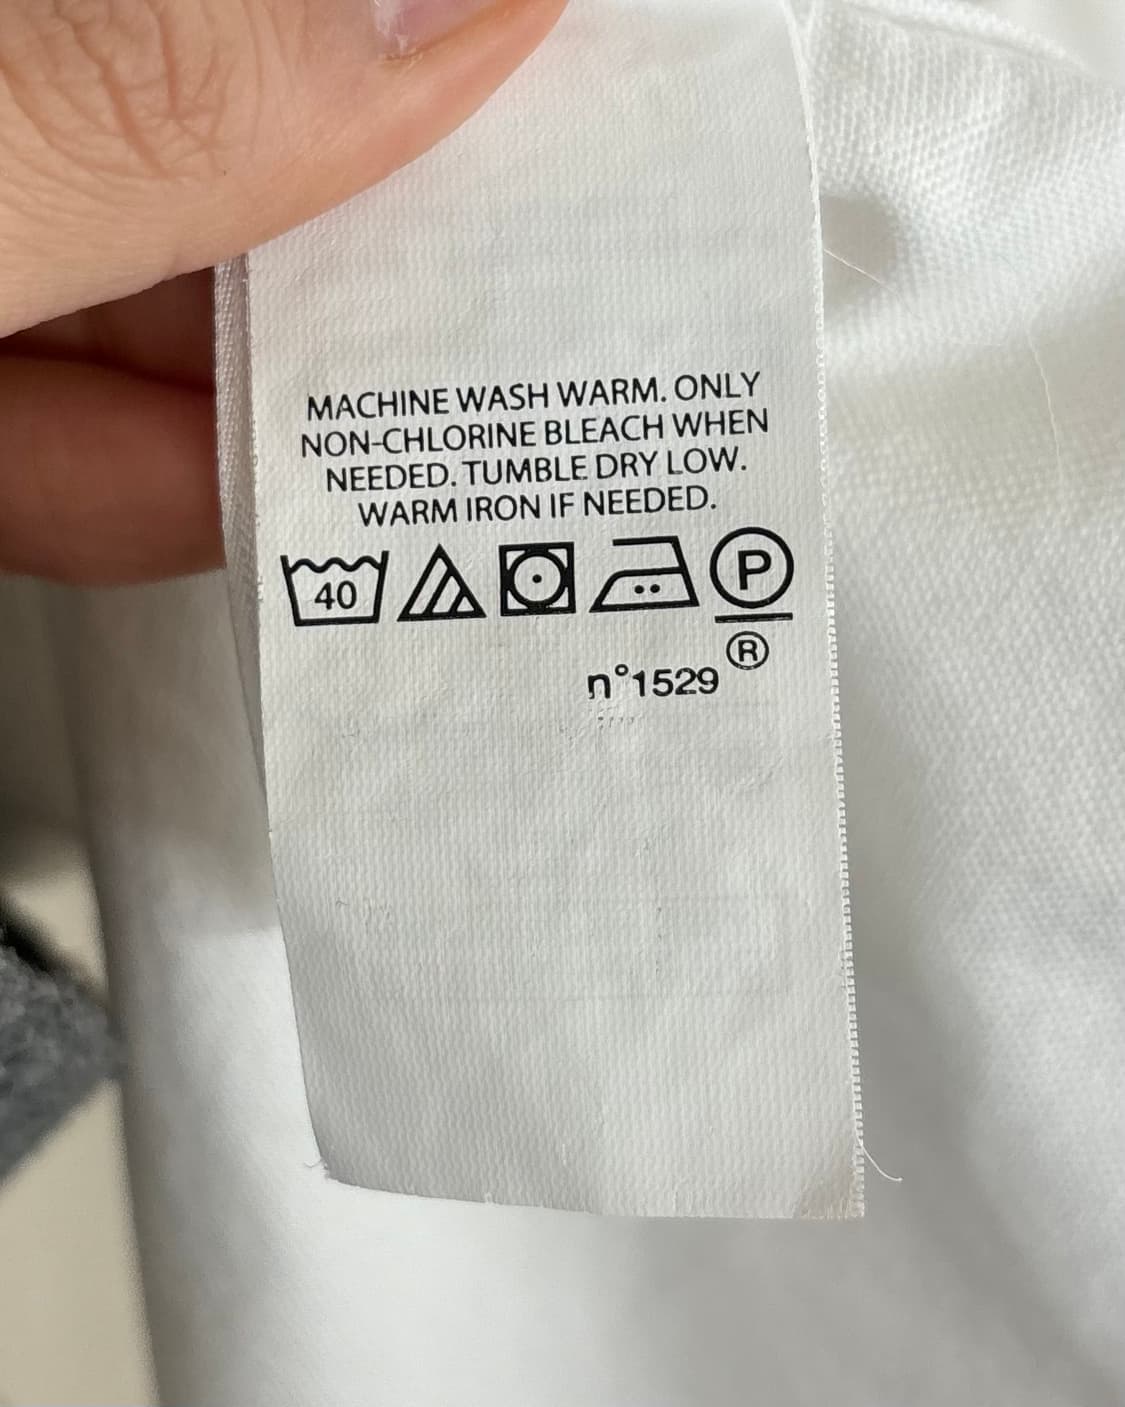 MACHINE WASH WARM. ONLY
NON-CHLORINE BLEACH WHEN
NEEDED. TUMBLE DRY LOW.
WARM IRON IF NEEDED.
40 P
®
n°1529